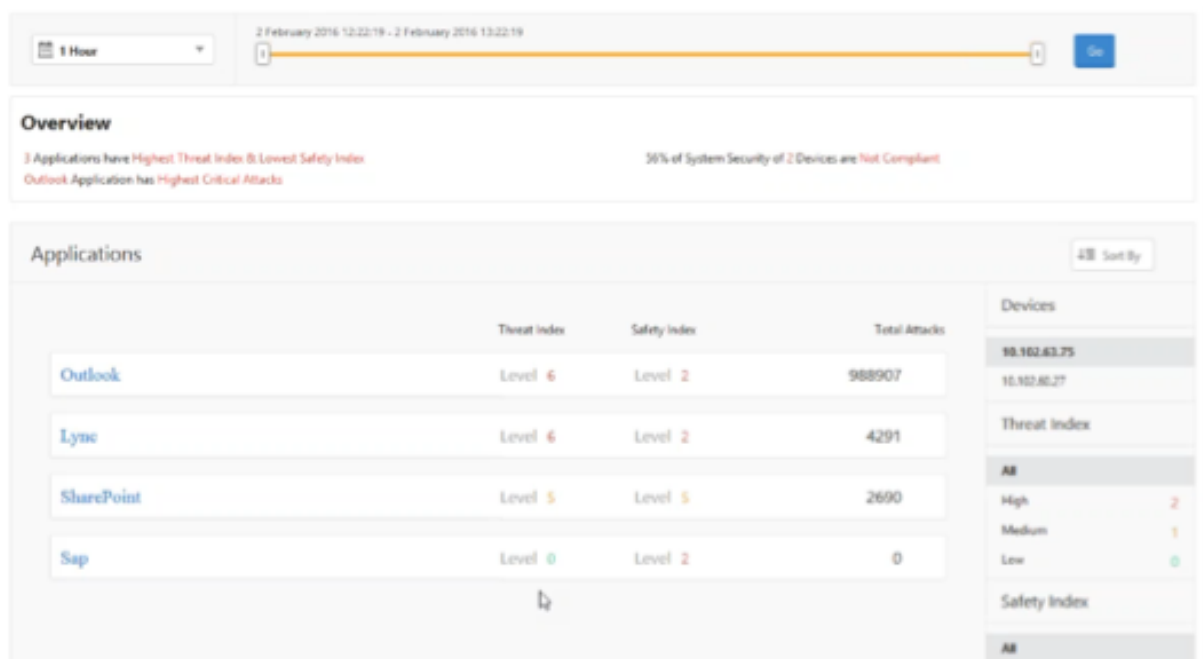 1 Hour
2 February 2016 12:22:19 - 2 February 2016 13:22:19
Go
Overview
3 Applications have Highest Threat Index & Lowest Safety Index
56% of System Security of 2 Devices are Not Compliant
Outlook Application has Highest Critical Attacks
Applications
Sort By
Devices
Threat Index Safety Index Total Attacks
10.102.63.75
Outlook Level 6 Level 2 988907
10.102.60.27
Threat Index
Lync Level 6 Level 2 4291
All
SharePoint Level 5 Level 5 2690
High 2
Medium 1
Sap Level 0 Level 2 0
Low 0
Safety Index
All